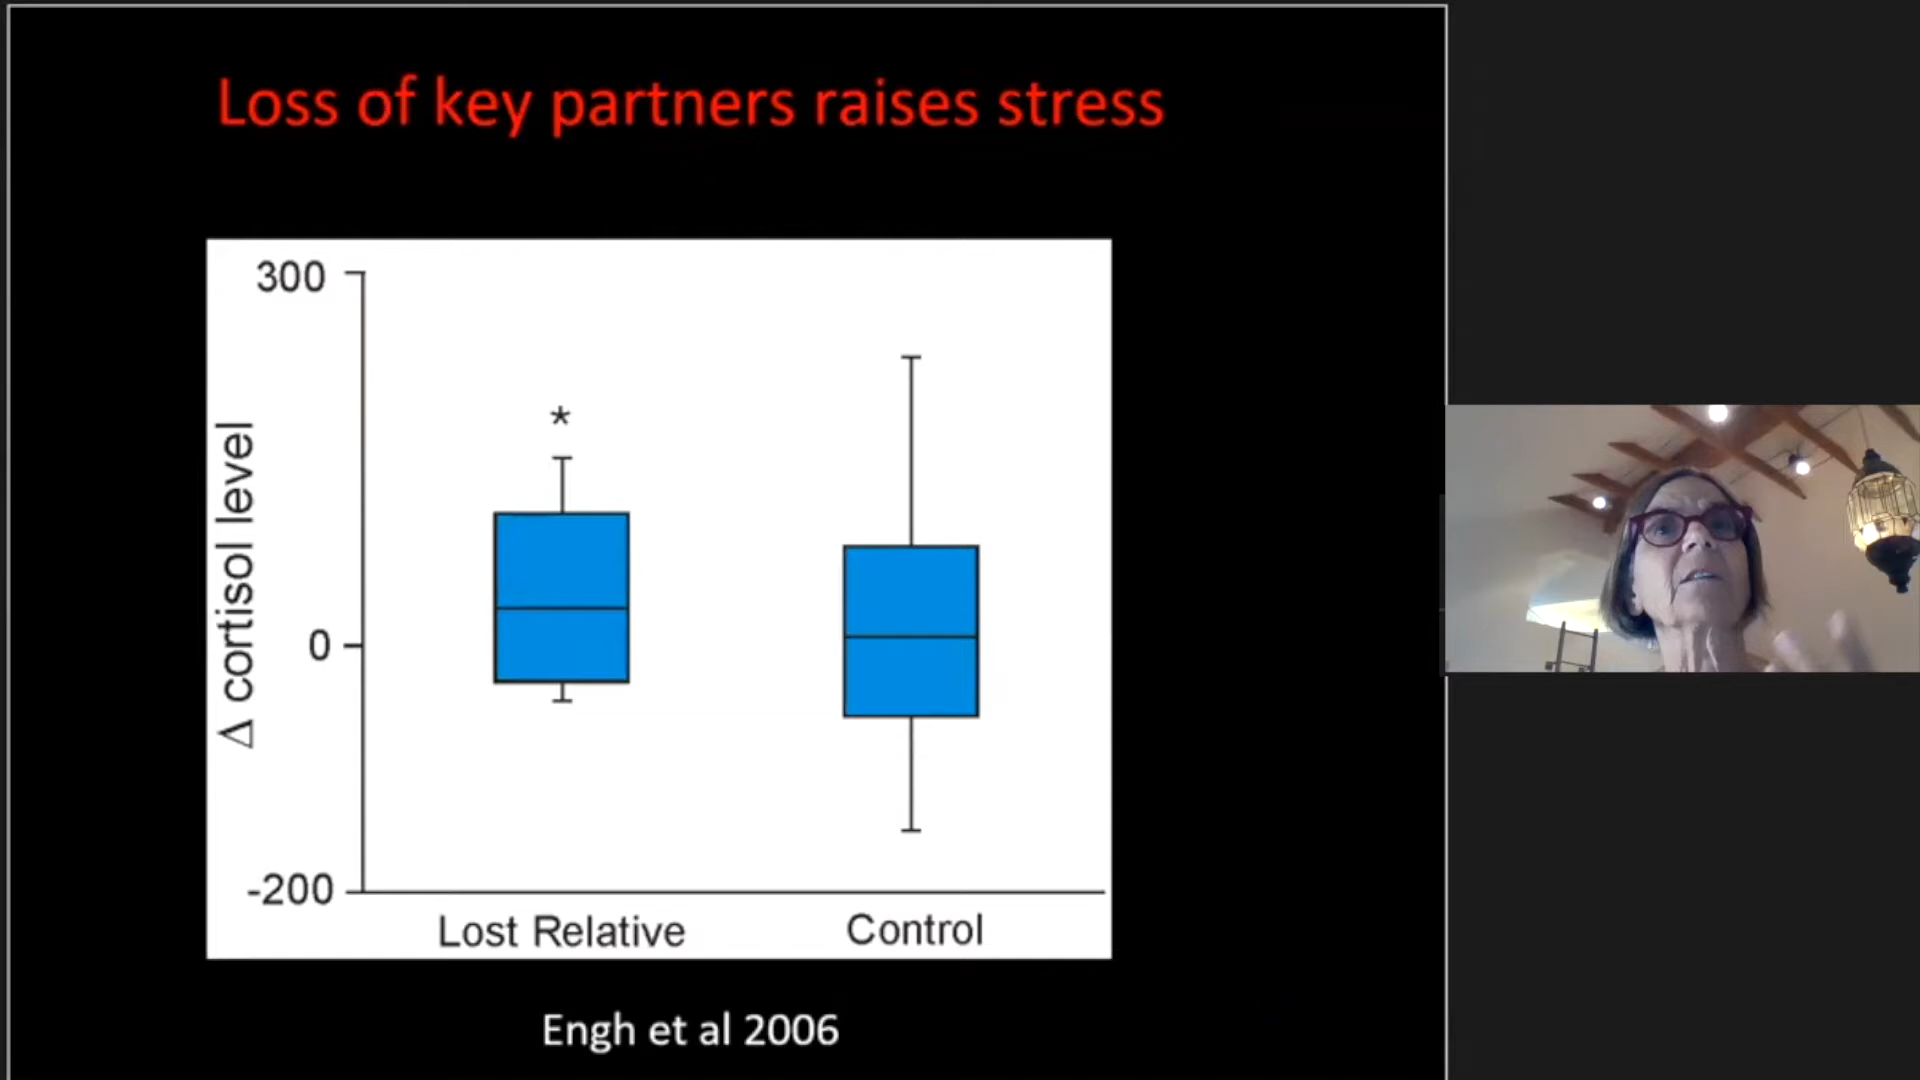 Loss of key partners raises stress
300
*
Δ cortisol level
0
-200
Lost Relative
Control
Engh et al 2006